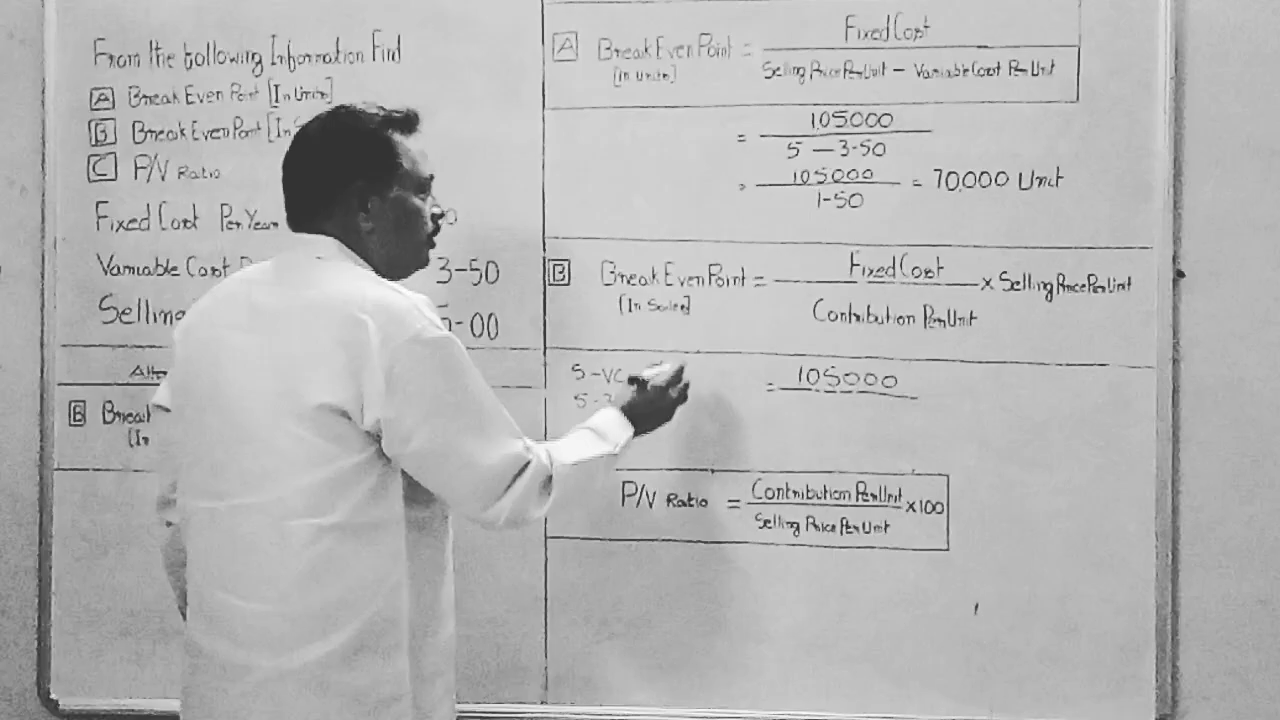 From the following Information Find
A Break Even Point [In Units]
B Break Even Point [In
C P/V Ratio
Fixed Cost Per Year
Variable Cost 3-50
Selling 5-00
B Break
A Break Even Point = Fixed Cost
[In Units] Selling Price Per Unit - Variable Cost Per Unit
= 105000
5 - 3-50
= 105000 = 70,000 Unit
1-50
B Break Even Point = Fixed Cost × Selling Price Per Unit
[In Sales] Contribution Per Unit
S-VC = 105000
P/V Ratio = Contribution Per Unit ×100
Selling Price Per Unit